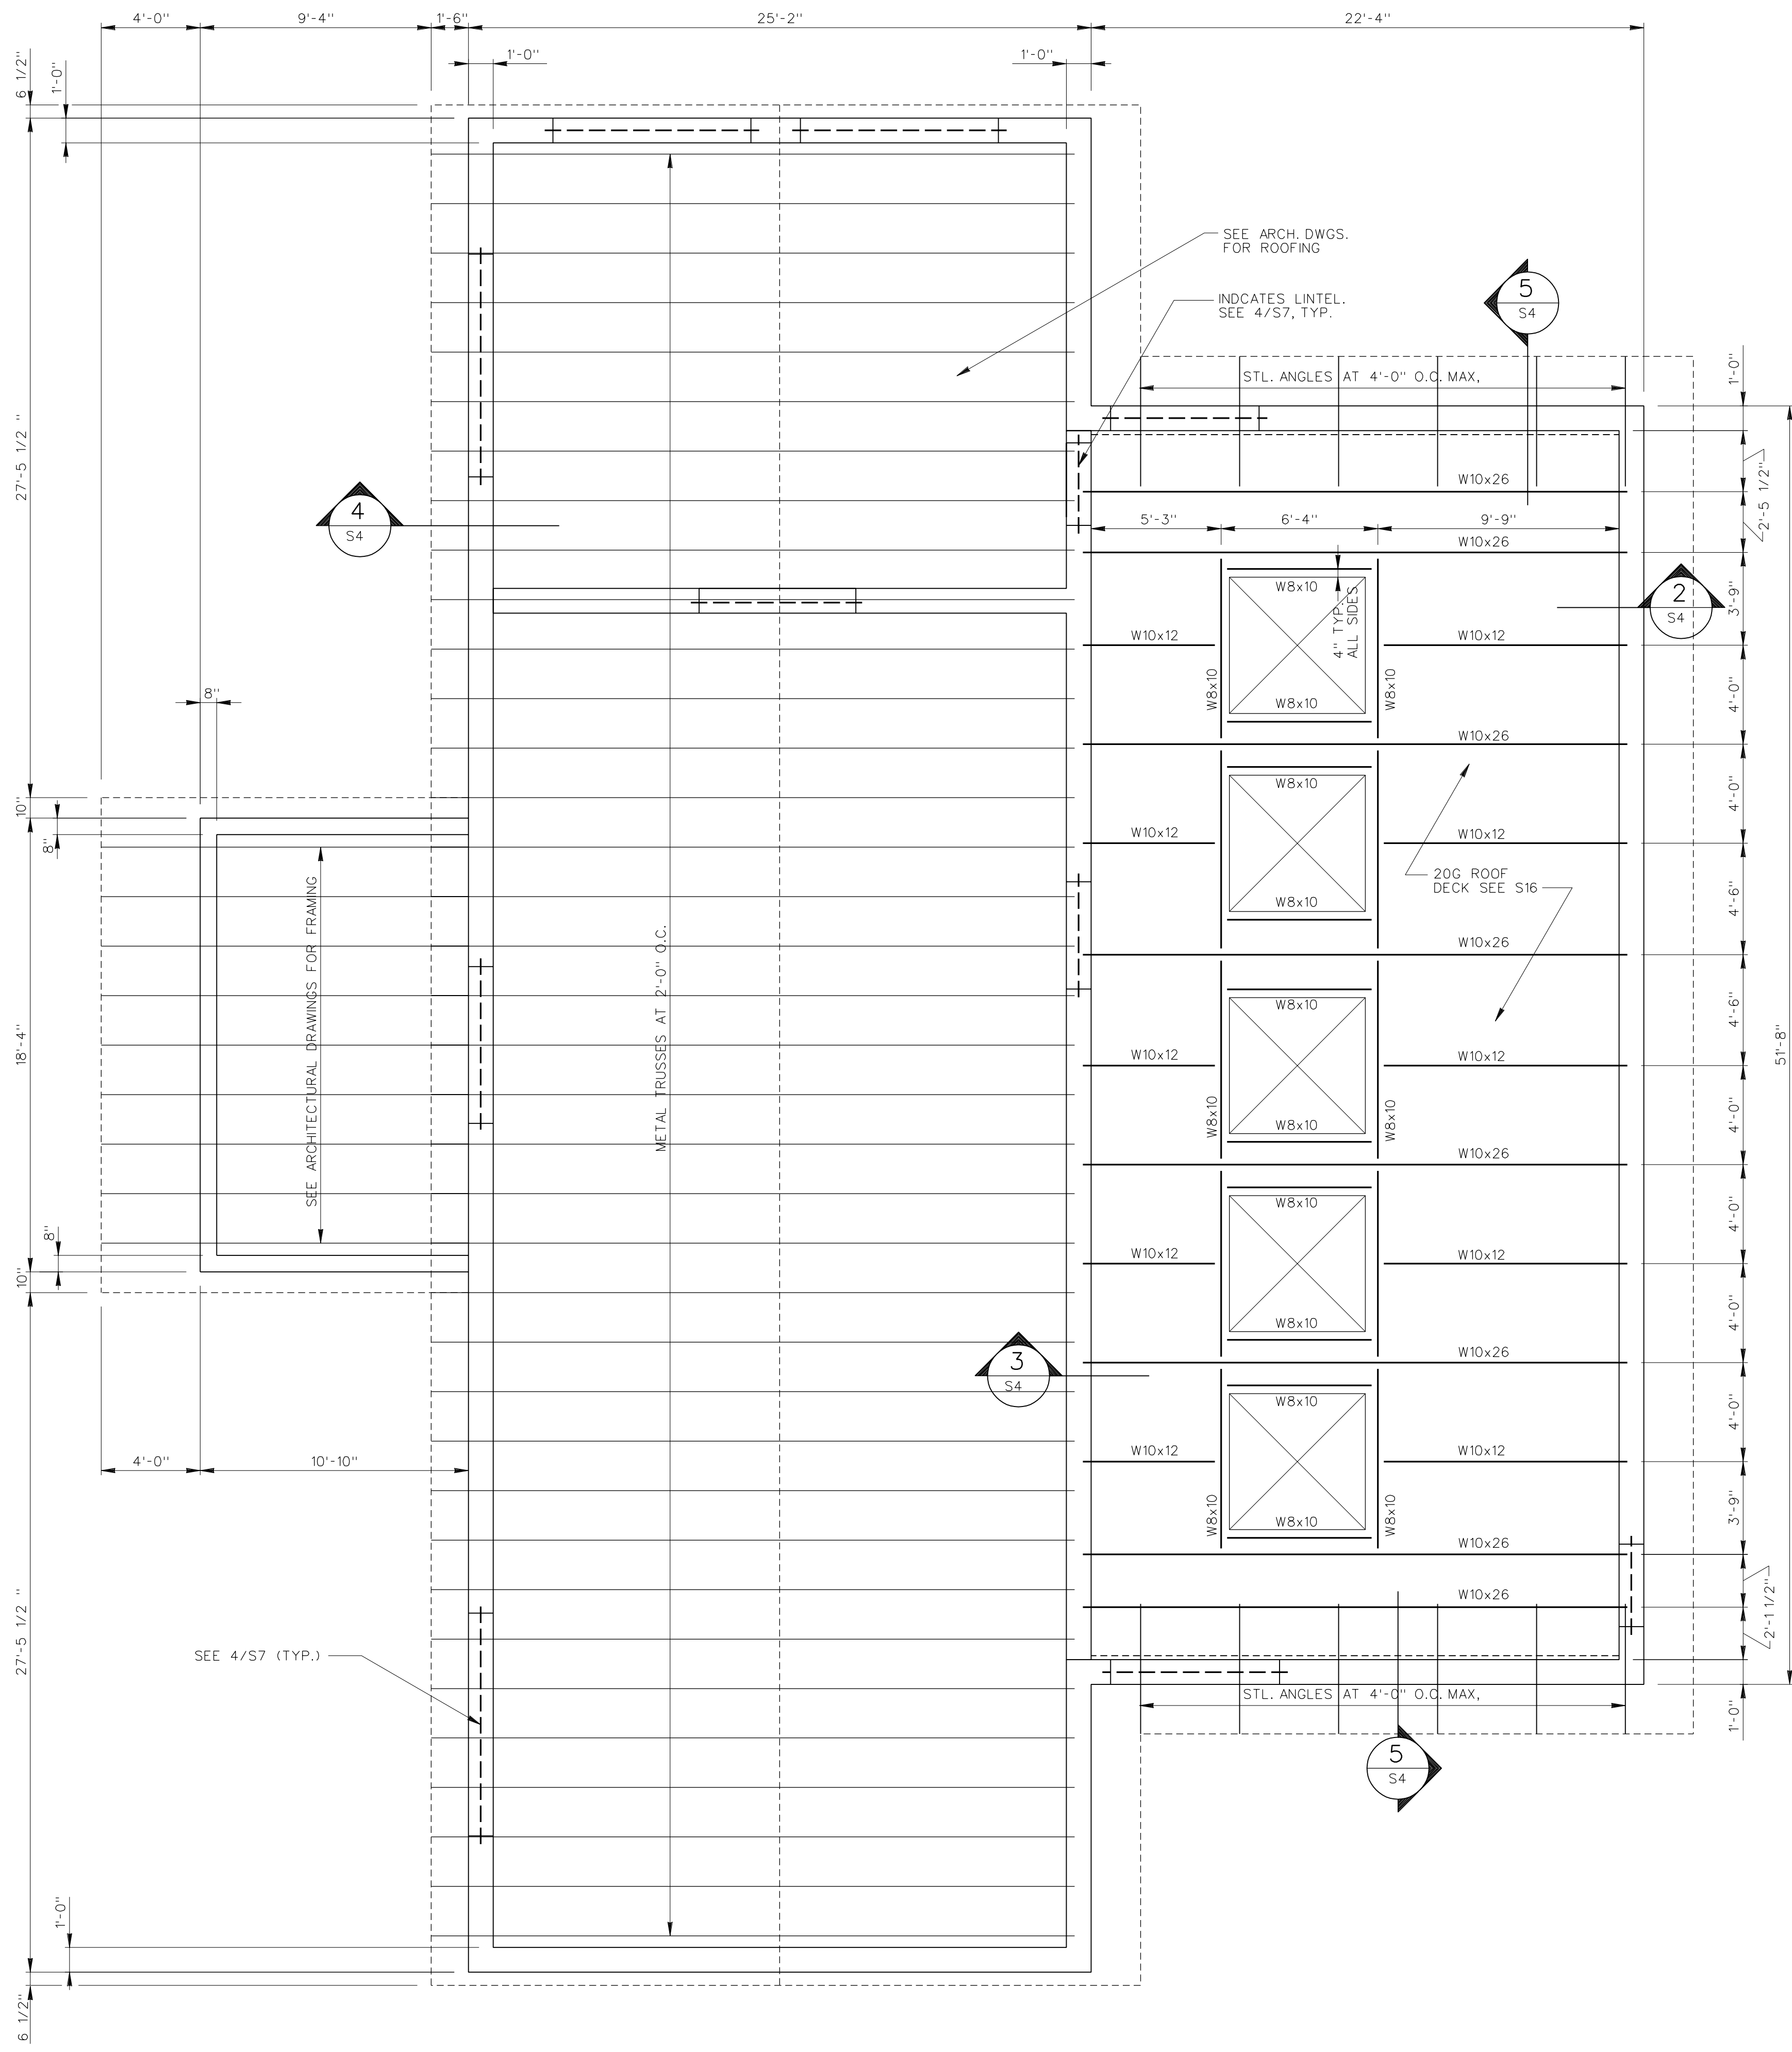 4'-0"
9'-4"
1'-6"
25'-2"
22'-4"
6 1/2"
1'-0"
1'-0"
1'-0"
SEE ARCH. DWGS.
FOR ROOFING
INDCATES LINTEL.
SEE 4/S7, TYP.
5
S4
STL. ANGLES AT 4'-0" O.C. MAX,
1'-0"
27'-5 1/2"
4
S4
W10x26
2'-5 1/2"
5'-3"
6'-4"
9'-9"
W10x26
2
S4
3'-9"
W8x10
4" TYP.
ALL SIDES
W10x12
W10x12
W8x10
W8x10
W8x10
8"
4'-0"
W10x26
10"
8"
W8x10
4'-0"
W10x12
W10x12
20G ROOF
DECK SEE S16
W8x10
4'-6"
SEE ARCHITECTURAL DRAWINGS FOR FRAMING
METAL TRUSSES AT 2'-0" O.C.
W10x26
18'-4"
W8x10
4'-6"
51'-8"
W10x12
W10x12
W8x10
W8x10
W8x10
4'-0"
W10x26
W8x10
4'-0"
8"
10"
W10x12
W10x12
W8x10
4'-0"
W10x26
3
S4
W8x10
4'-0"
4'-0"
10'-10"
W10x12
W10x12
W8x10
W8x10
W8x10
3'-9"
W10x26
W10x26
2'-1 1/2"
27'-5 1/2"
SEE 4/S7 (TYP.)
STL. ANGLES AT 4'-0" O.C. MAX,
1'-0"
5
S4
1'-0"
6 1/2"